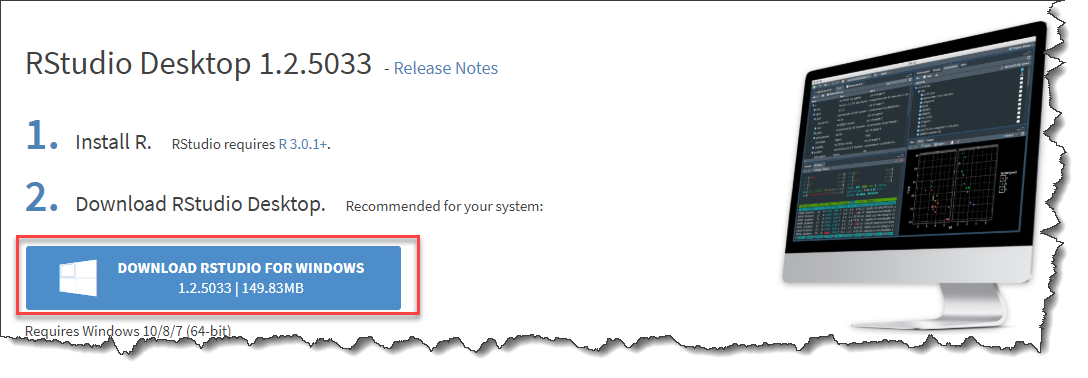 RStudio Desktop 1.2.5033 - Release Notes
1. Install R. RStudio requires R 3.0.1+.
2. Download RStudio Desktop. Recommended for your system:
DOWNLOAD RSTUDIO FOR WINDOWS
1.2.5033 | 149.83MB
Requires Windows 10/8/7 (64-bit)